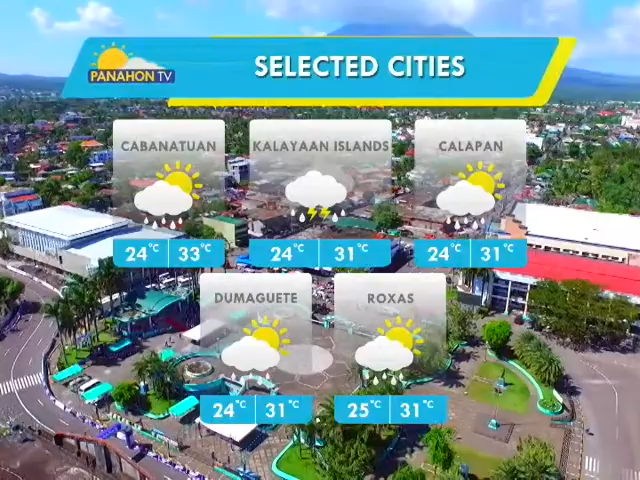 PANAHON TV
SELECTED CITIES
CABANATUAN
24°C 33°C
KALAYAAN ISLANDS
24°C 31°C
CALAPAN
24°C 31°C
DUMAGUETE
24°C 31°C
ROXAS
25°C 31°C